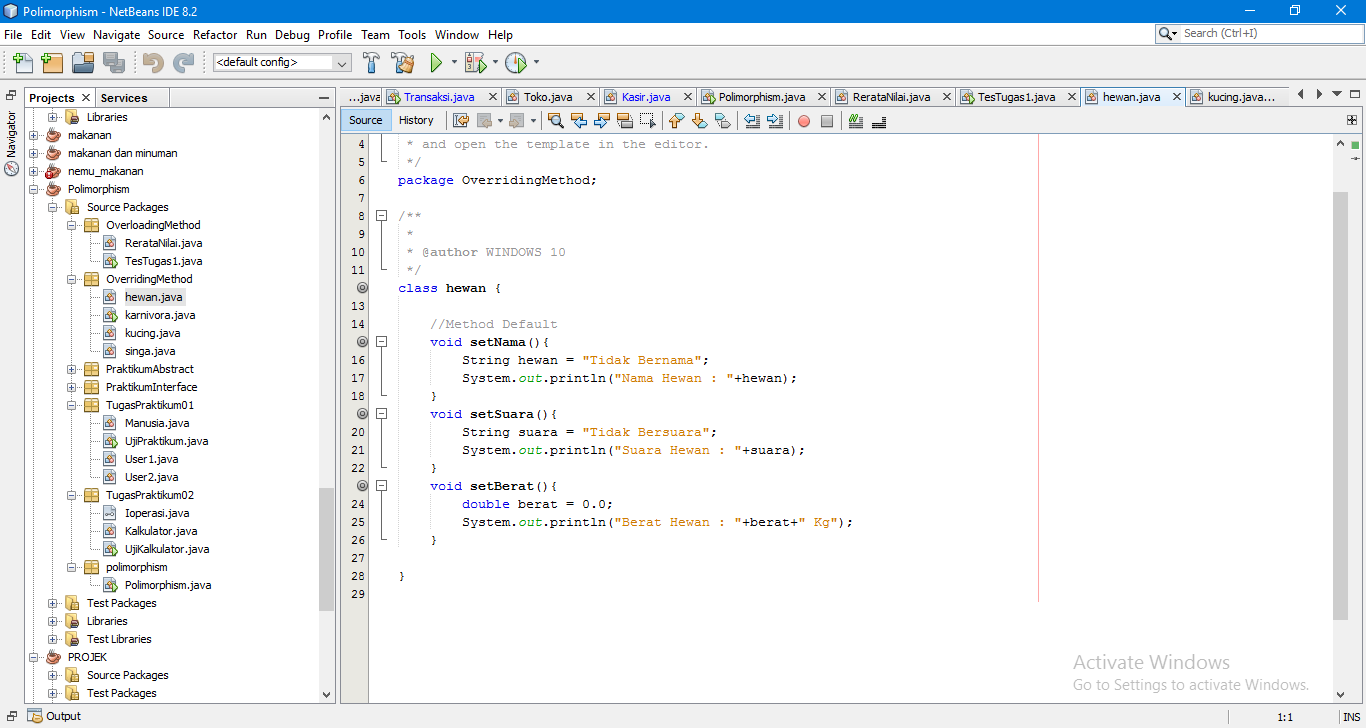 Polimorphism - NetBeans IDE 8.2
File Edit View Navigate Source Refactor Run Debug Profile Team Tools Window Help
Search (Ctrl+I)
<default config>
Projects Services
Navigator
Libraries
makanan
makanan dan minuman
nemu_makanan
Polimorphism
Source Packages
OverloadingMethod
RerataNilai.java
TesTugas1.java
OverridingMethod
hewan.java
karnivora.java
kucing.java
singa.java
PraktikumAbstract
PraktikumInterface
TugasPraktikum01
Manusia.java
UjiPraktikum.java
User1.java
User2.java
TugasPraktikum02
Ioperasi.java
Kalkulator.java
UjiKalkulator.java
polimorphism
Polimorphism.java
Test Packages
Libraries
Test Libraries
PROJEK
Source Packages
Test Packages
...java Transaksi.java Toko.java Kasir.java Polimorphism.java RerataNilai.java TesTugas1.java hewan.java kucing.java...
Source History
4 * and open the template in the editor.
5 */
6 package OverridingMethod;
7
8 /**
9 *
10 * @author WINDOWS 10
11 */
class hewan {
13
14 //Method Default
void setNama(){
16 String hewan = "Tidak Bernama";
17 System.out.println("Nama Hewan : "+hewan);
18 }
void setSuara(){
20 String suara = "Tidak Bersuara";
21 System.out.println("Suara Hewan : "+suara);
22 }
void setBerat(){
24 double berat = 0.0;
25 System.out.println("Berat Hewan : "+berat+" Kg");
26 }
27
28 }
29
Activate Windows
Go to Settings to activate Windows.
Output
1:1 INS